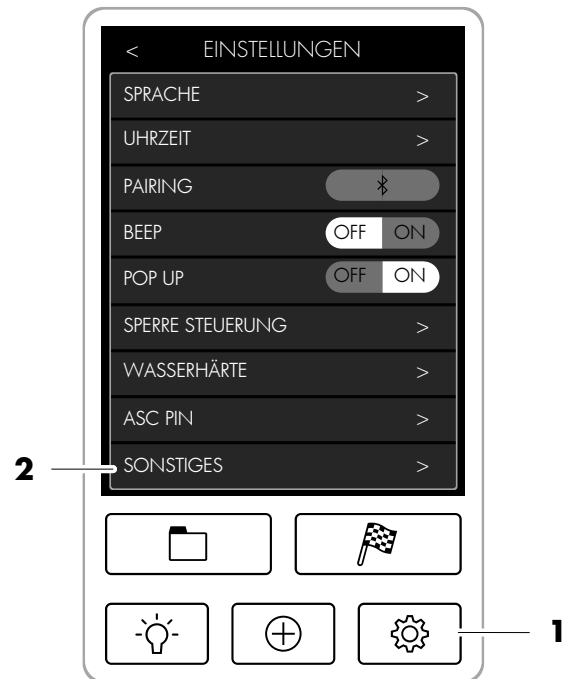 < EINSTELLUNGEN
SPRACHE >
UHRZEIT >
PAIRING
BEEP OFF ON
POP UP OFF ON
SPERRE STEUERUNG >
WASSERHÄRTE >
ASC PIN >
2 SONSTIGES >
1